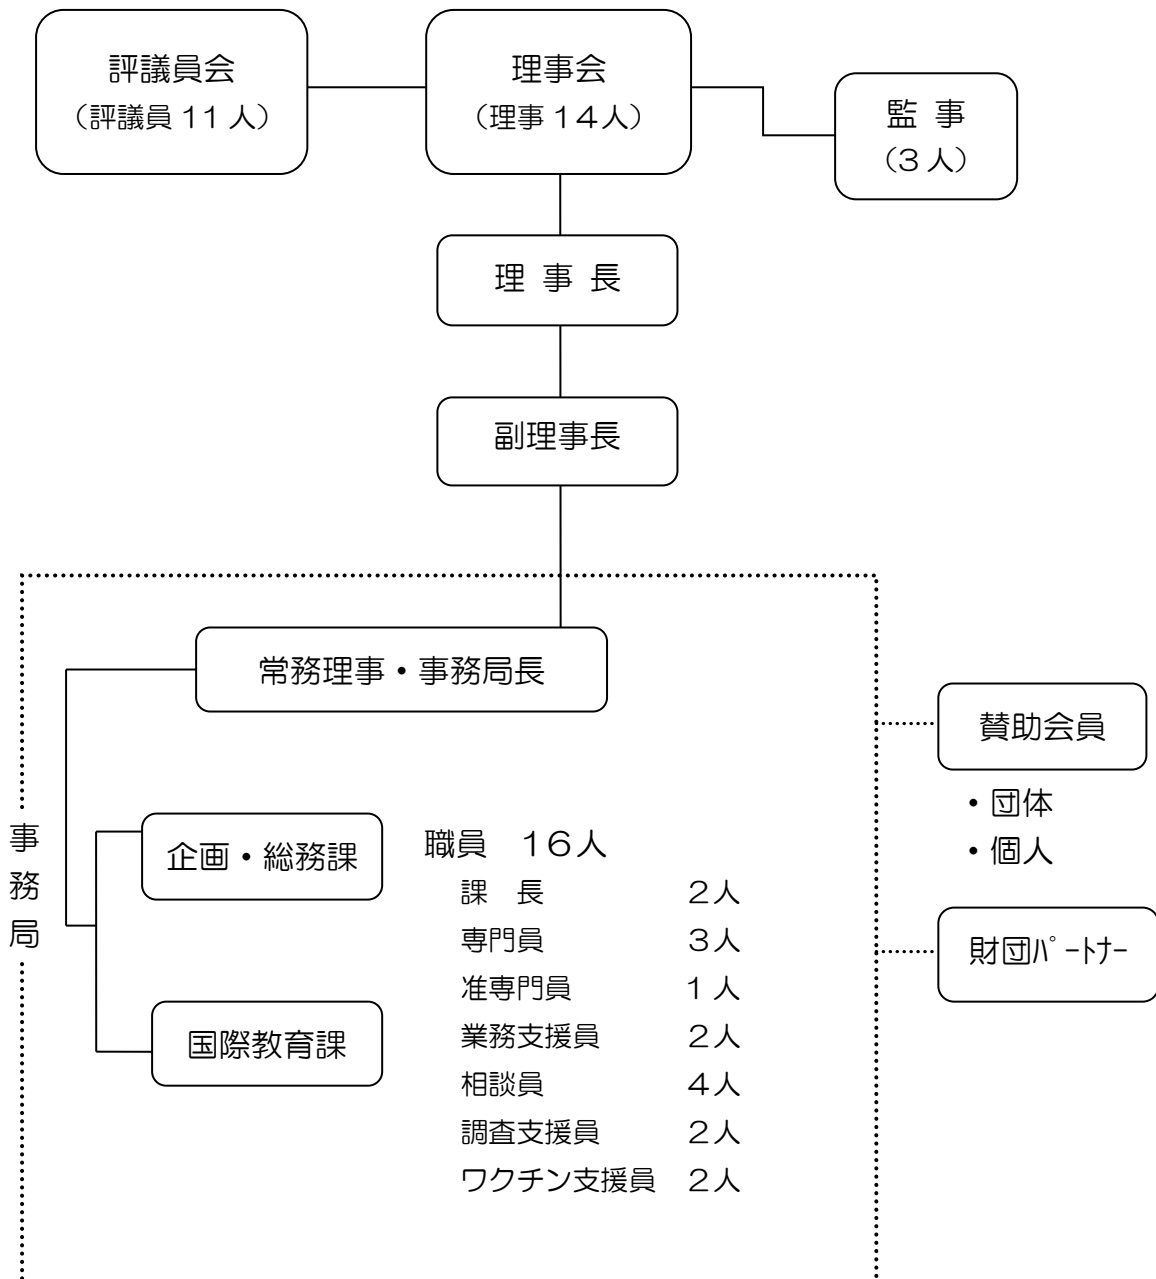 評議員会
（評議員 11人）
理事会
（理事14人）
監 事
（3人）
理 事 長
副理事長
常務理事・事務局長
事務局
企画・総務課
国際教育課
職員　16人
課　長　2人
専門員　3人
准専門員　1人
業務支援員　2人
相談員　4人
調査支援員　2人
ワクチン支援員　2人
賛助会員
・団体
・個人
財団ﾊﾟｰﾄﾅｰ